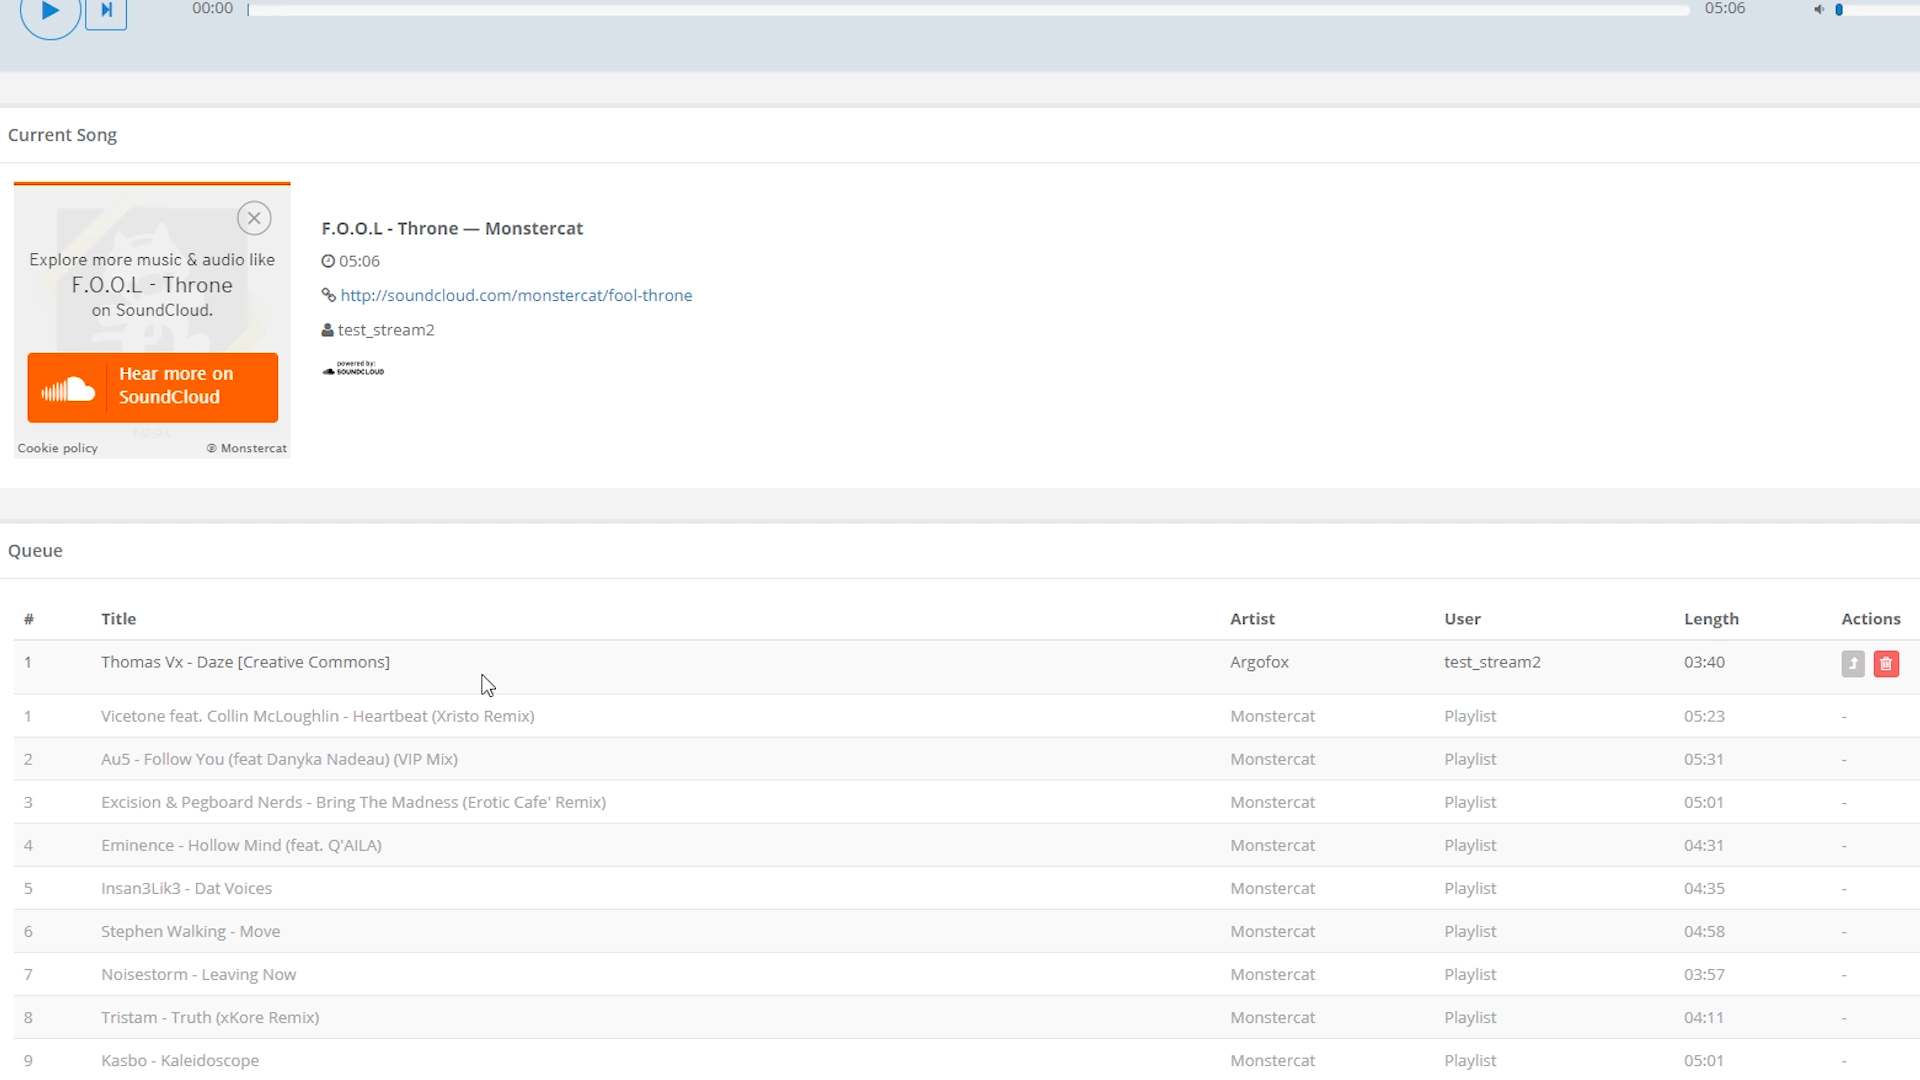 00:00 05:06
Current Song
Explore more music & audio like
F.O.O.L - Throne
on SoundCloud.
Hear more on
SoundCloud
Cookie policy ℗ Monstercat
F.O.O.L - Throne — Monstercat
05:06
http://soundcloud.com/monstercat/fool-throne
test_stream2
powered by:
SOUNDCLOUD
Queue
# Title Artist User Length Actions
1 Thomas Vx - Daze [Creative Commons] Argofox test_stream2 03:40
1 Vicetone feat. Collin McLoughlin - Heartbeat (Xristo Remix) Monstercat Playlist 05:23 -
2 Au5 - Follow You (feat Danyka Nadeau) (VIP Mix) Monstercat Playlist 05:31 -
3 Excision & Pegboard Nerds - Bring The Madness (Erotic Cafe' Remix) Monstercat Playlist 05:01 -
4 Eminence - Hollow Mind (feat. Q'AILA) Monstercat Playlist 04:31 -
5 Insan3Lik3 - Dat Voices Monstercat Playlist 04:35 -
6 Stephen Walking - Move Monstercat Playlist 04:58 -
7 Noisestorm - Leaving Now Monstercat Playlist 03:57 -
8 Tristam - Truth (xKore Remix) Monstercat Playlist 04:11 -
9 Kasbo - Kaleidoscope Monstercat Playlist 05:01 -